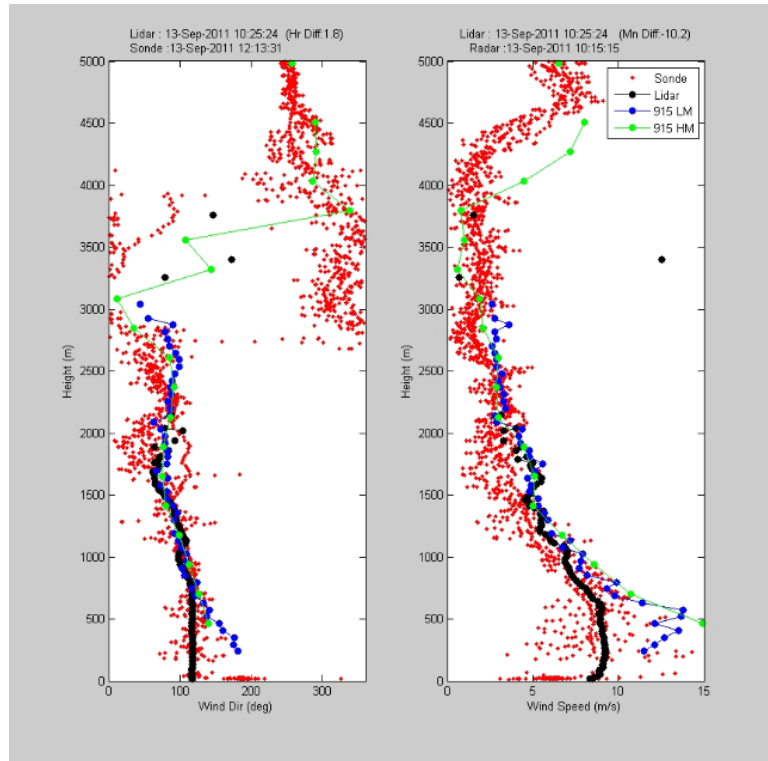 Lidar : 13-Sep-2011 10:25:24 (Hr Diff:1.8)
Sonde :13-Sep-2011 12:13:31
Lidar : 13-Sep-2011 10:25:24 (Mn Diff:-10.2)
Radar:13-Sep-2011 10:15:15
5000
4500
4000
3500
3000
2500
2000
1500
1000
500
0
Height (m)
0 100 200 300
Wind Dir (deg)
5000
4500
4000
3500
3000
2500
2000
1500
1000
500
0
Height (m)
0 5 10 15
Wind Speed (m/s)
Sonde
Lidar
915 LM
915 HM